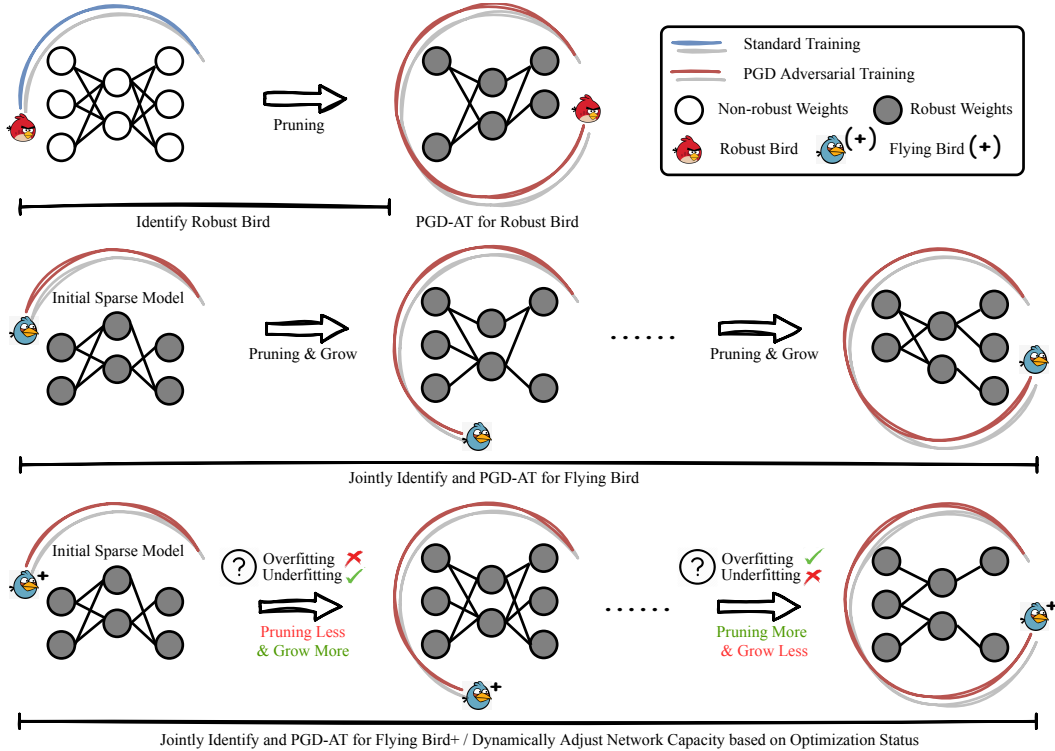 Standard Training
PGD Adversarial Training
Non-robust Weights
Robust Weights
Robust Bird
(+)
Flying Bird (+)
Pruning
Identify Robust Bird
PGD-AT for Robust Bird
Initial Sparse Model
Pruning & Grow
......
Pruning & Grow
Jointly Identify and PGD-AT for Flying Bird
+
Initial Sparse Model
?
Overfitting
Underfitting
Pruning Less
& Grow More
+
......
?
Overfitting
Underfitting
Pruning More
& Grow Less
+
Jointly Identify and PGD-AT for Flying Bird+ / Dynamically Adjust Network Capacity based on Optimization Status